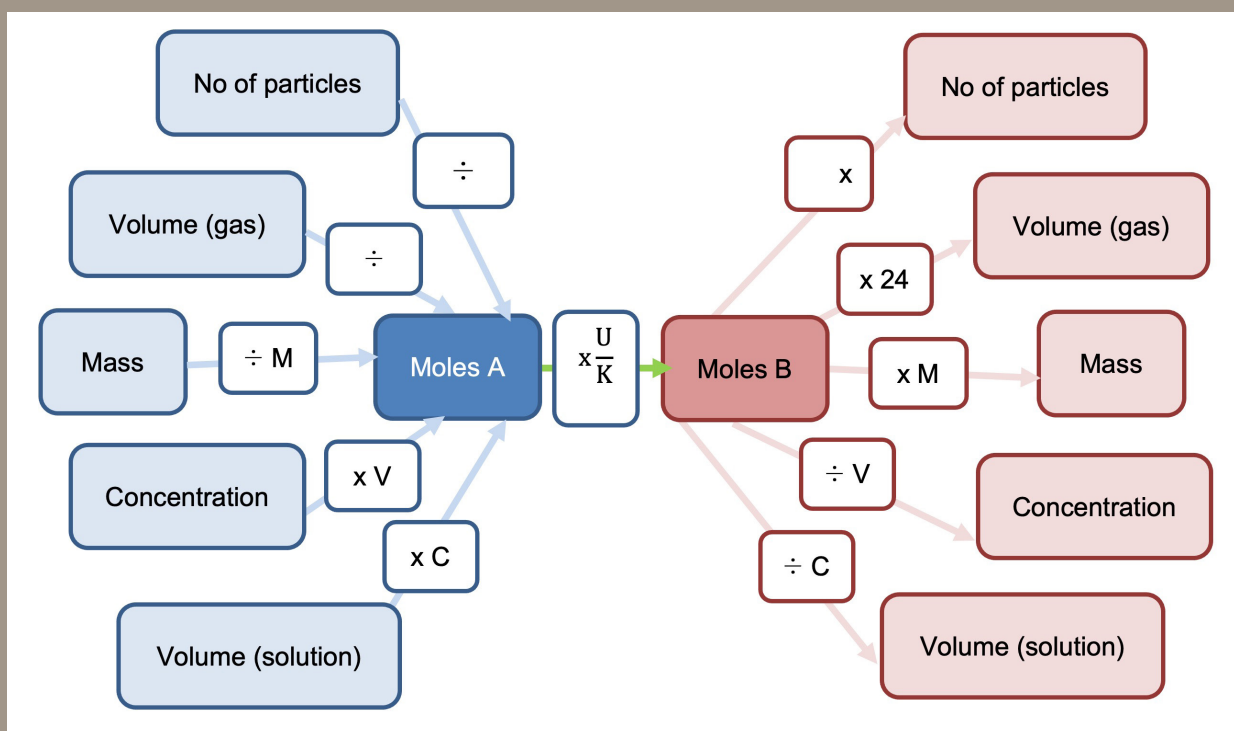 No of particles
÷
Volume (gas)
÷
Mass
÷ M
Moles A
Concentration
x V
x C
Volume (solution)
x U/K
Moles B
No of particles
x
Volume (gas)
x 24
Mass
x M
÷ V
Concentration
÷ C
Volume (solution)